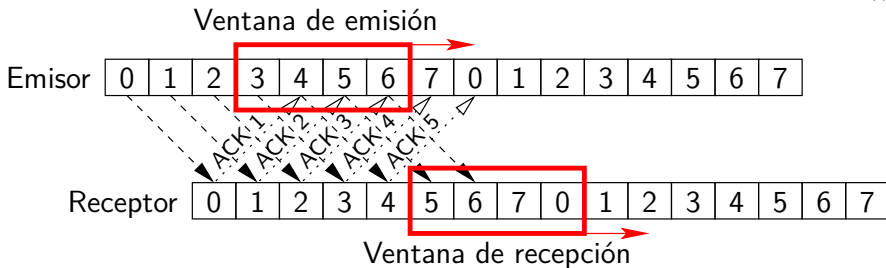 Ventana de emisión
Emisor 0 1 2 3 4 5 6 7 0 1 2 3 4 5 6 7
ACK 1 ACK 2 ACK 3 ACK 4 ACK 5
Receptor 0 1 2 3 4 5 6 7 0 1 2 3 4 5 6 7
Ventana de recepción